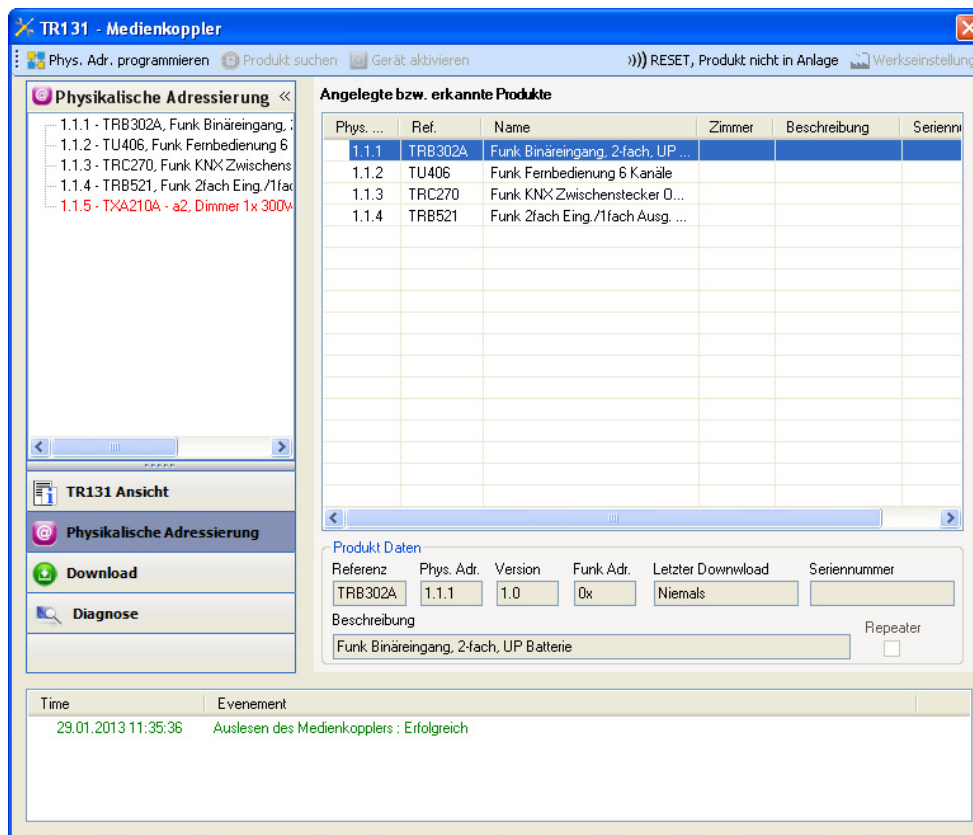 TR131 - Medienkoppler
Phys. Adr. programmieren Produkt suchen Gerät aktivieren RESET, Produkt nicht in Anlage Werkseinstellung
Physikalische Adressierung
1.1.1 - TRB302A, Funk Binäreingang,
1.1.2 - TU406, Funk Fernbedienung 6
1.1.3 - TRC270, Funk KNX Zwischens
1.1.4 - TRB521, Funk 2fach Eing./1fac
1.1.5 - TXA210A - a2, Dimmer 1x 300W
TR131 Ansicht
Physikalische Adressierung
Download
Diagnose
Angelegte bzw. erkannte Produkte
Phys. ... Ref. Name Zimmer Beschreibung Seriennu
1.1.1 TRB302A Funk Binäreingang, 2-fach, UP ...
1.1.2 TU406 Funk Fernbedienung 6 Kanäle
1.1.3 TRC270 Funk KNX Zwischenstecker O...
1.1.4 TRB521 Funk 2fach Eing./1fach Ausg. ...
Produkt Daten
Referenz Phys. Adr. Version Funk Adr. Letzter Downwload Seriennummer
TRB302A 1.1.1 1.0 0x Niemals
Beschreibung
Repeater
Funk Binäreingang, 2-fach, UP Batterie
Time Evenement
29.01.2013 11:35:36 Auslesen des Medienkopplers : Erfolgreich